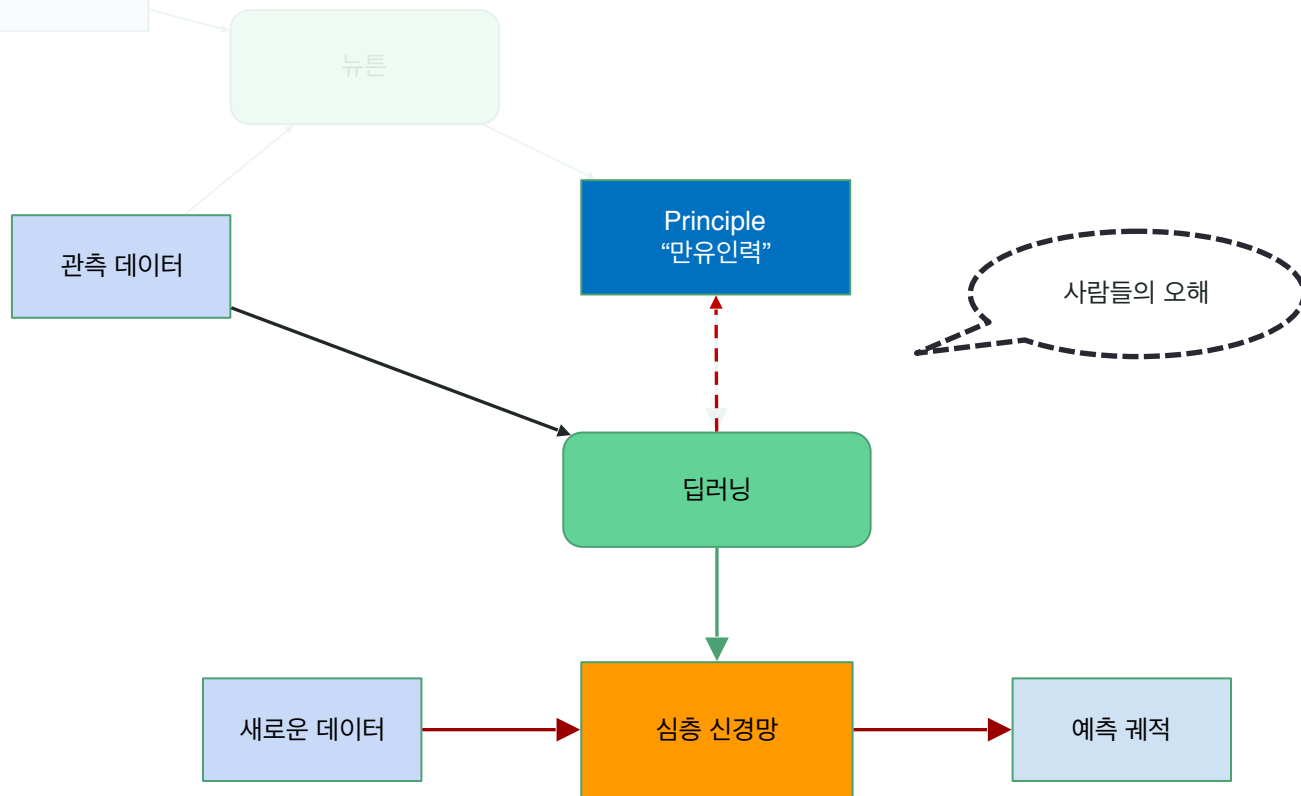 뉴튼
Principle
“만유인력”
관측 데이터
사람들의 오해
딥러닝
새로운 데이터
심층 신경망
예측 궤적